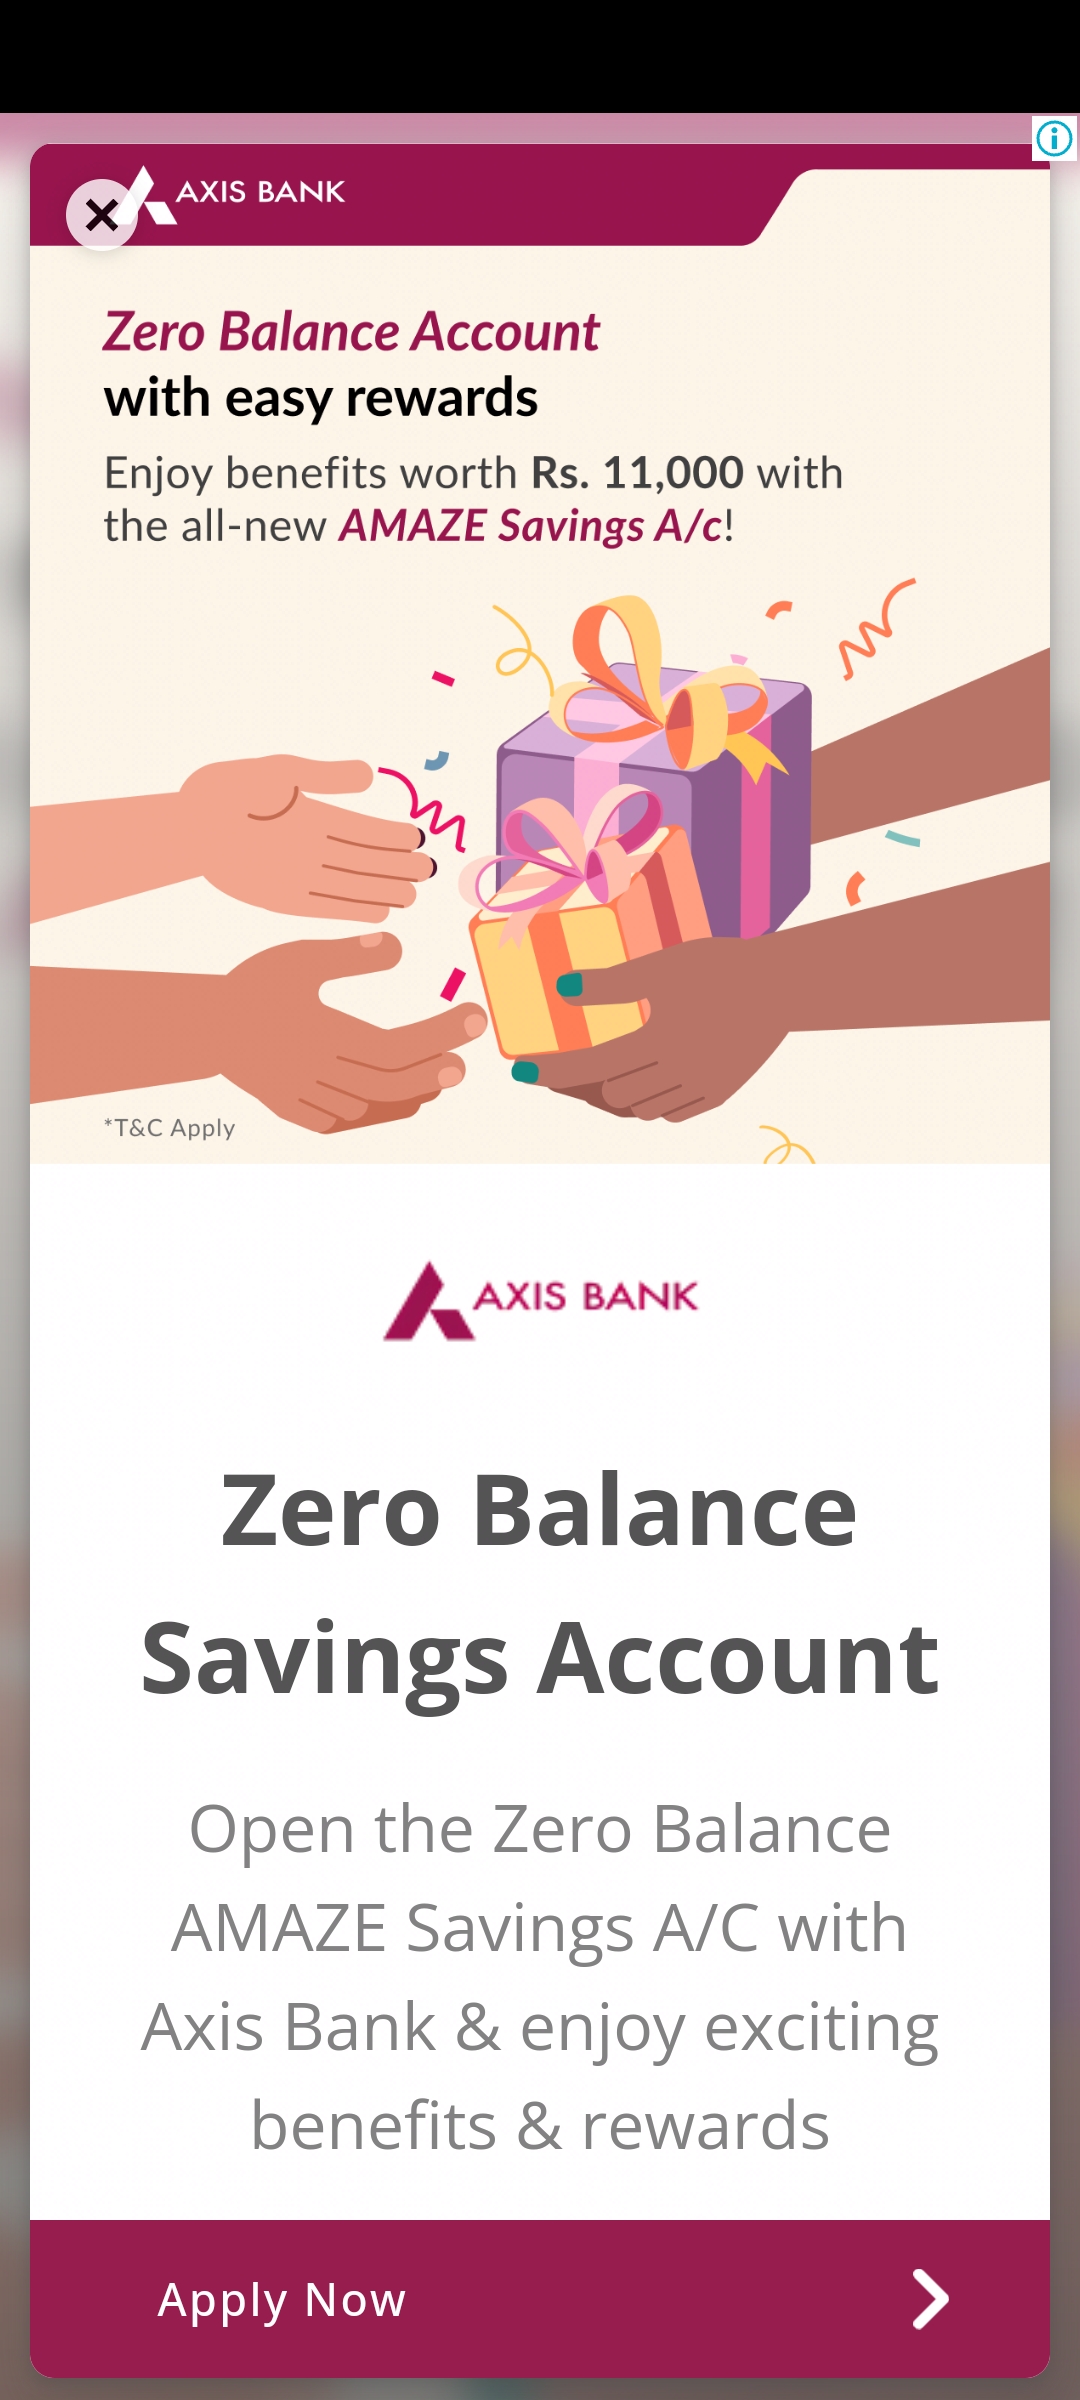 AXIS BANK
Zero Balance Account
with easy rewards
Enjoy benefits worth Rs. 11,000 with
the all-new AMAZE Savings A/c!
*T&C Apply
AXIS BANK
Zero Balance
Savings Account
Open the Zero Balance
AMAZE Savings A/C with
Axis Bank & enjoy exciting
benefits & rewards
Apply Now